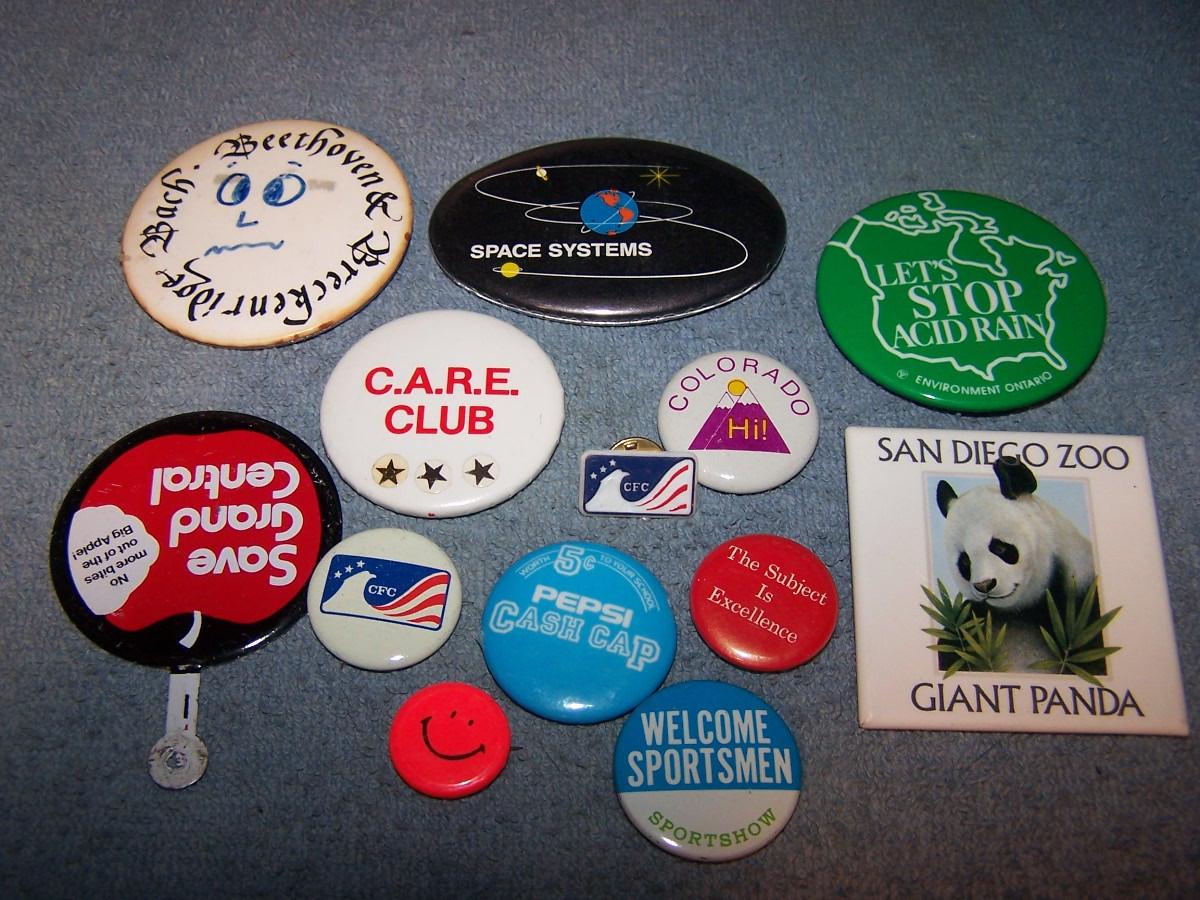 Bach, Beethoven & Breckenridge
SPACE SYSTEMS
LET'S
STOP
ACID RAIN
ENVIRONMENT ONTARIO
C.A.R.E.
CLUB
COLORADO
Hi!
CFC
SAN DIEGO ZOO
GIANT PANDA
Save
Grand
Central
No
more bites
out of the
Big Apple!
CFC
WORTH 5¢ TO YOUR SCHOOL
PEPSI
CASH CAP
The Subject
Is
Excellence
WELCOME
SPORTSMEN
SPORTSHOW